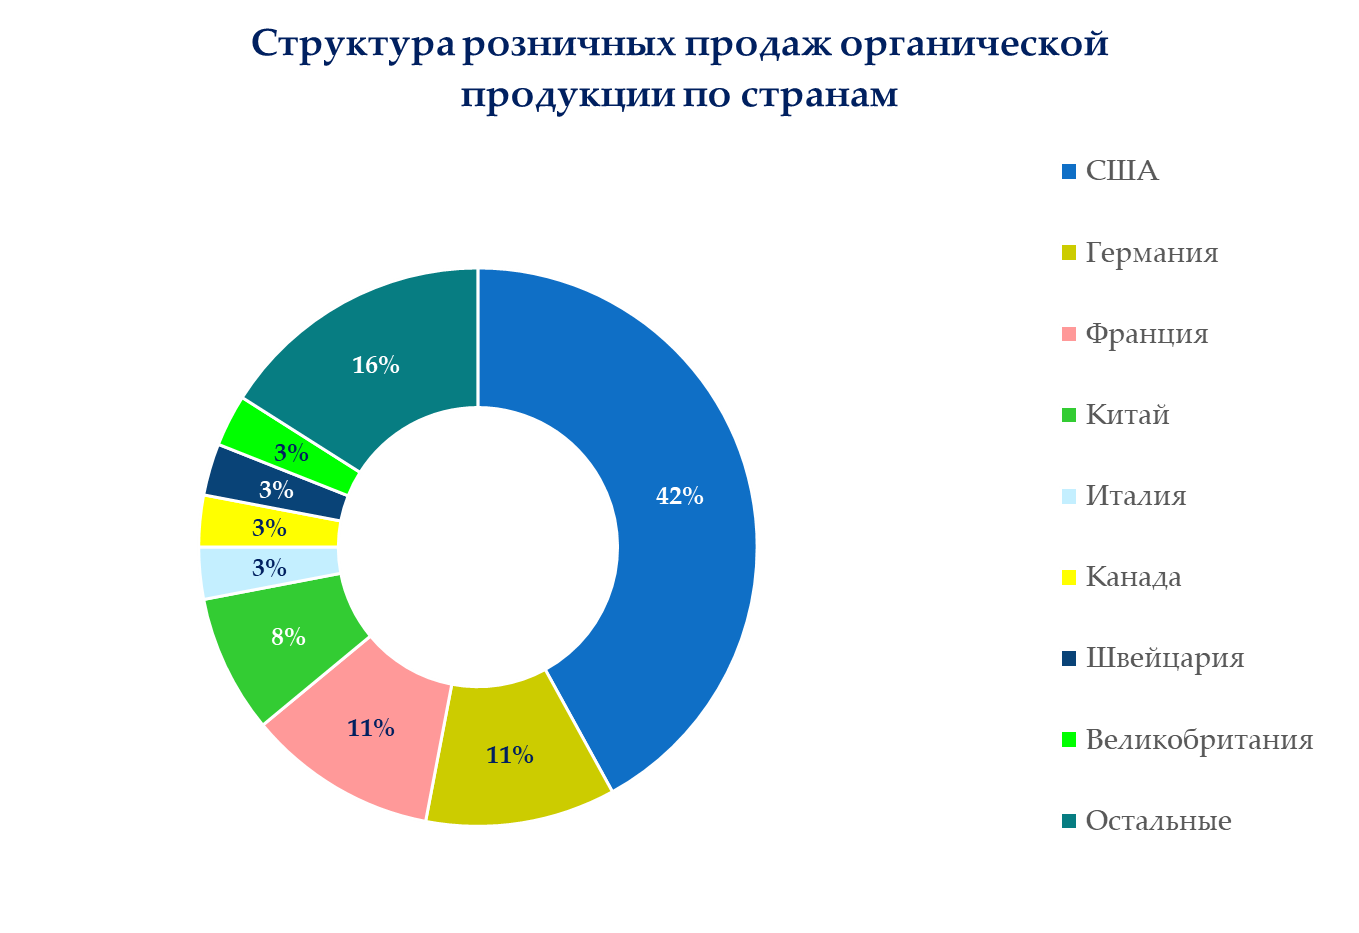 Структура розничных продаж органической
продукции по странам
США
Германия
Франция
Китай
Италия
Канада
Швейцария
Великобритания
Остальные
42%
11%
11%
8%
3%
3%
3%
3%
16%